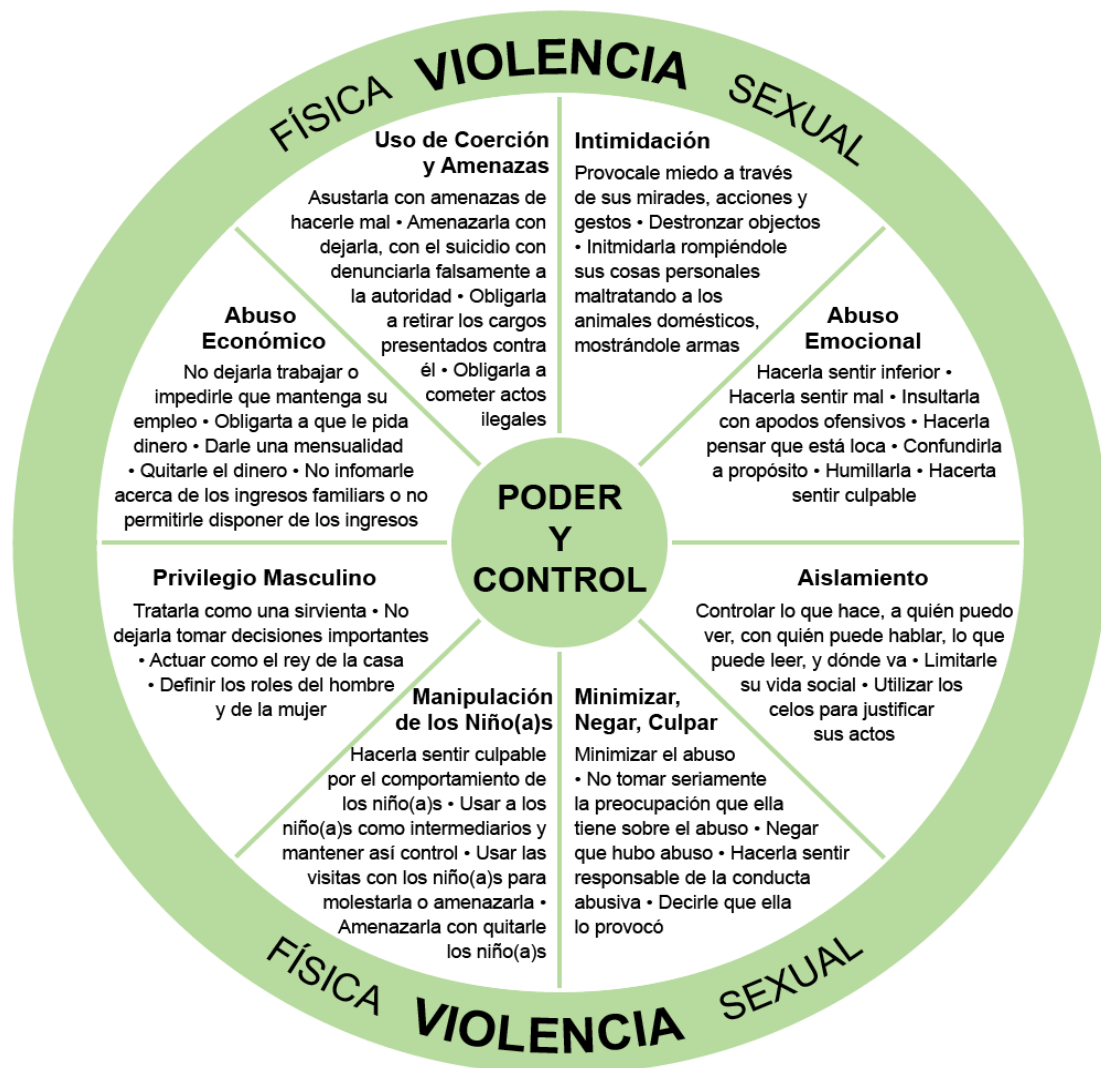 FÍSICA VIOLENCIA SEXUAL
Uso de Coerción
y Amenazas
Asustarla con amenazas de
hacerle mal • Amenazarla con
dejarla, con el suicidio con
denunciarla falsamente a
la autoridad • Obligarla
a retirar los cargos
presentados contra
él • Obligarla a
cometer actos
ilegales
Intimidación
Provocale miedo a través
de sus mirades, acciones y
gestos • Destronzar objectos
• Initmidarla rompiéndole
sus cosas personales
maltratando a los
animales domésticos,
mostrándole armas
Abuso
Económico
No dejarla trabajar o
impedirle que mantenga su
empleo • Obligarta a que le pida
dinero • Darle una mensualidad
• Quitarle el dinero • No infomarle
acerca de los ingresos familiars o no
permitirle disponer de los ingresos
Abuso
Emocional
Hacerla sentir inferior •
Hacerla sentir mal • Insultarla
con apodos ofensivos • Hacerla
pensar que está loca • Confundirla
a propósito • Humillarla • Hacerta
sentir culpable
PODER
Y
CONTROL
Privilegio Masculino
Tratarla como una sirvienta • No
dejarla tomar decisiones importantes
• Actuar como el rey de la casa
• Definir los roles del hombre
y de la mujer
Aislamiento
Controlar lo que hace, a quién puedo
ver, con quién puede hablar, lo que
puede leer, y dónde va • Limitarle
su vida social • Utilizar los
celos para justificar
sus actos
Manipulación
de los Niño(a)s
Hacerla sentir culpable
por el comportamiento de
los niño(a)s • Usar a los
niño(a)s como intermediarios y
mantener así control • Usar las
visitas con los niño(a)s para
molestarla o amenazarla •
Amenazarla con quitarle
los niño(a)s
Minimizar,
Negar, Culpar
Minimizar el abuso
• No tomar seriamente
la preocupación que ella
tiene sobre el abuso • Negar
que hubo abuso • Hacerla sentir
responsable de la conducta
abusiva • Decirle que ella
lo provocó
FÍSICA VIOLENCIA SEXUAL